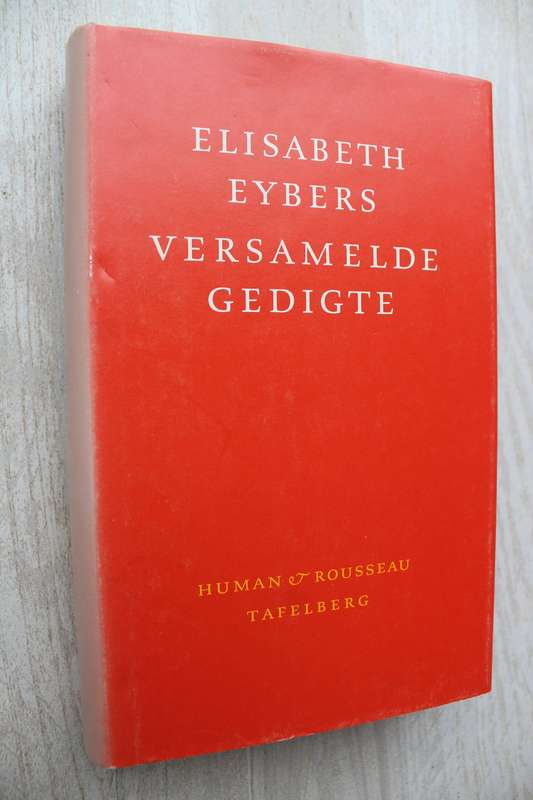 ELISABETH
EYBERS
VERSAMELDE
GEDIGTE
HUMAN & ROUSSEAU
TAFELBERG